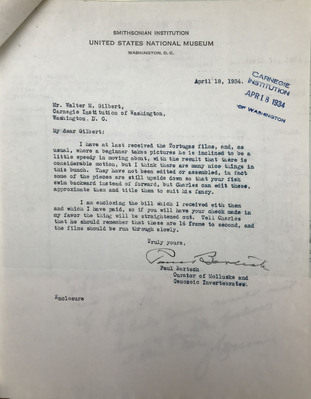 SMITHSONIAN INSTITUTION
UNITED STATES NATIONAL MUSEUM
WASHINGTON, D. C.
April 18, 1934.
CARNEGIE
INSTITUTION
APR 18 1934
OF WASHINGTON
Mr. Walter M. Gilbert,
Carnegie Institution of Washington,
Washington, D. C.
My dear Gilbert:
I have at last received the Tortugas films, and, as
usual, where a beginner takes pictures he is inclined to be a
little speedy in moving about, with the result that there is
considerable motion, but I think there are many nice things in
this bunch. They have not been edited or assembled, in fact
some of the pieces are still upside down so that your fish
swim backward instead of forward, but Charles can edit these,
approximate them and title them to suit his fancy.
I am enclosing the bill which I received with them
and which I have paid, so if you will have your check made in
my favor the thing will be straightened out. Tell Charles
that he should remember that these are 16 frame to second, and
the films should be run through slowly.
Truly yours,
Paul Bartsch
Paul Bartsch
Curator of Mollusks and
Cenozoic Invertebrates.
Enclosure